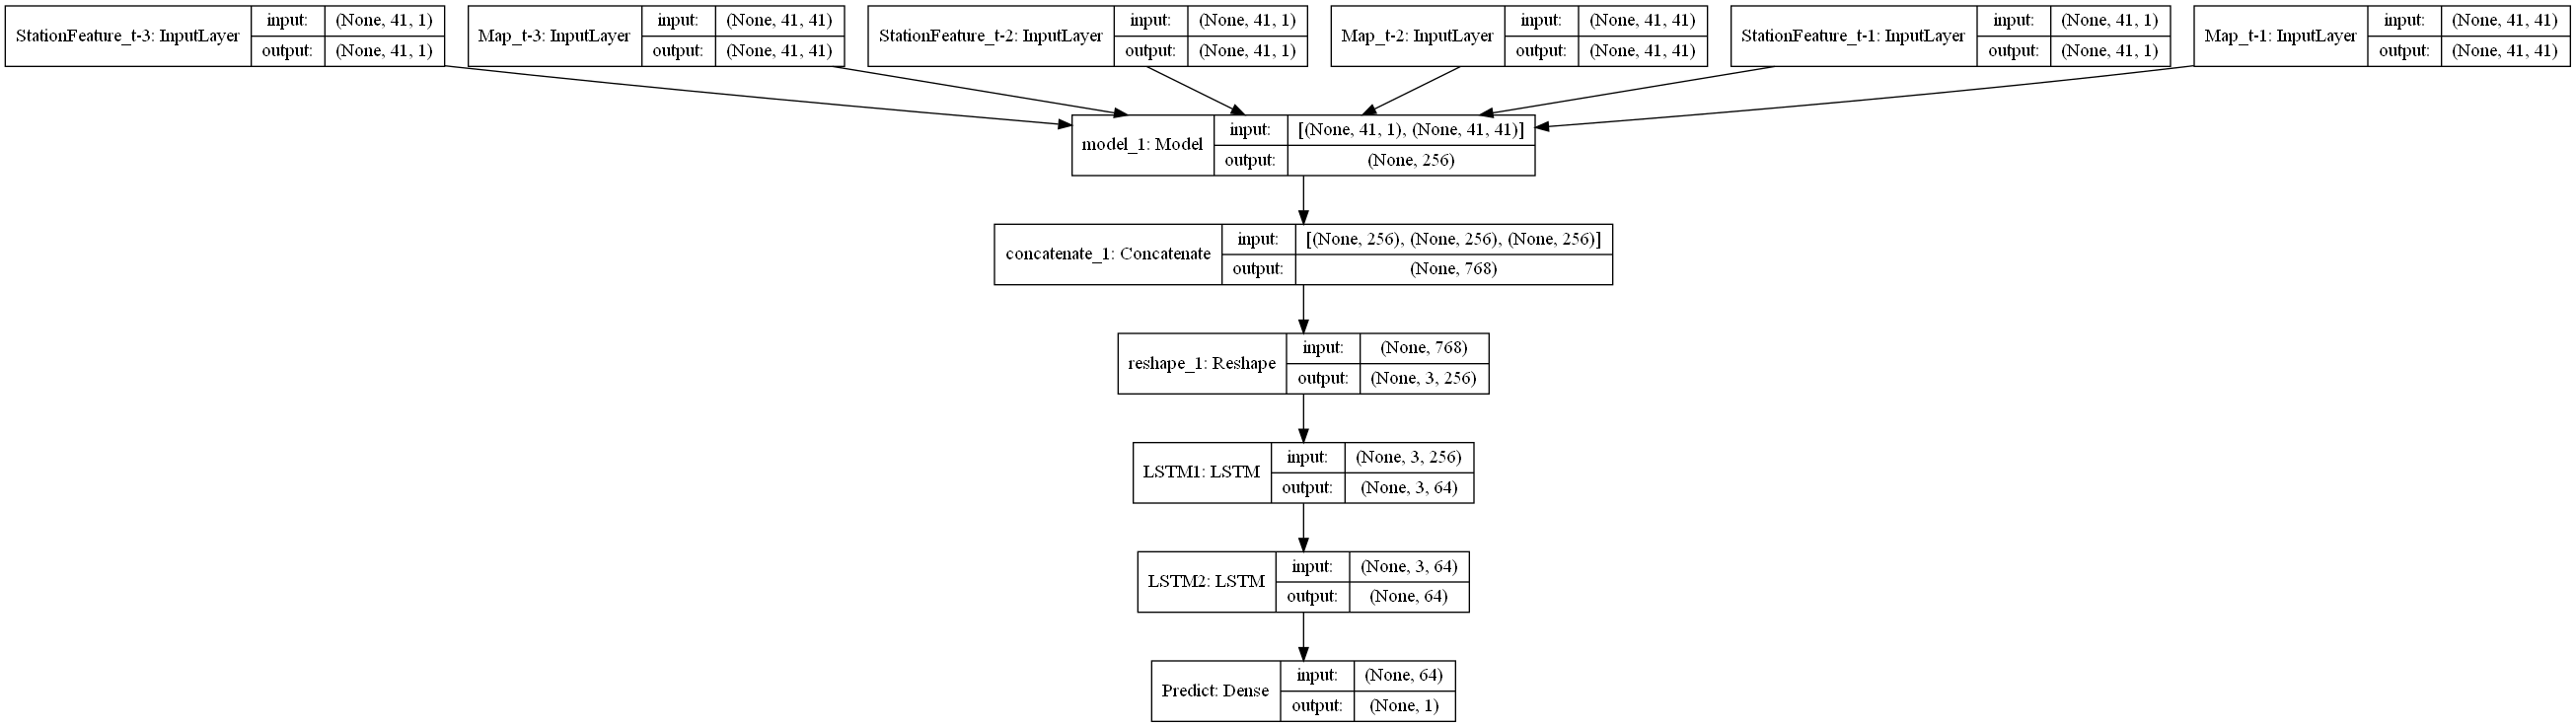 StationFeature_t-3: InputLayer
input: (None, 41, 1)
output: (None, 41, 1)
Map_t-3: InputLayer
input: (None, 41, 41)
output: (None, 41, 41)
StationFeature_t-2: InputLayer
input: (None, 41, 1)
output: (None, 41, 1)
Map_t-2: InputLayer
input: (None, 41, 41)
output: (None, 41, 41)
StationFeature_t-1: InputLayer
input: (None, 41, 1)
output: (None, 41, 1)
Map_t-1: InputLayer
input: (None, 41, 41)
output: (None, 41, 41)
model_1: Model
input: [(None, 41, 1), (None, 41, 41)]
output: (None, 256)
concatenate_1: Concatenate
input: [(None, 256), (None, 256), (None, 256)]
output: (None, 768)
reshape_1: Reshape
input: (None, 768)
output: (None, 3, 256)
LSTM1: LSTM
input: (None, 3, 256)
output: (None, 3, 64)
LSTM2: LSTM
input: (None, 3, 64)
output: (None, 64)
Predict: Dense
input: (None, 64)
output: (None, 1)